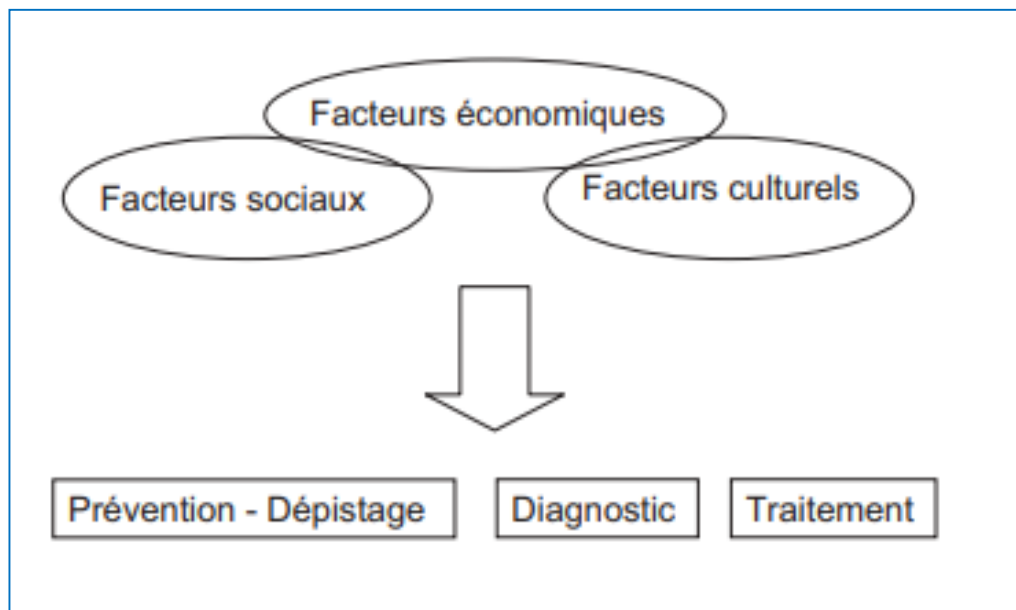 Facteurs économiques
Facteurs sociaux
Facteurs culturels
Prévention - Dépistage
Diagnostic
Traitement